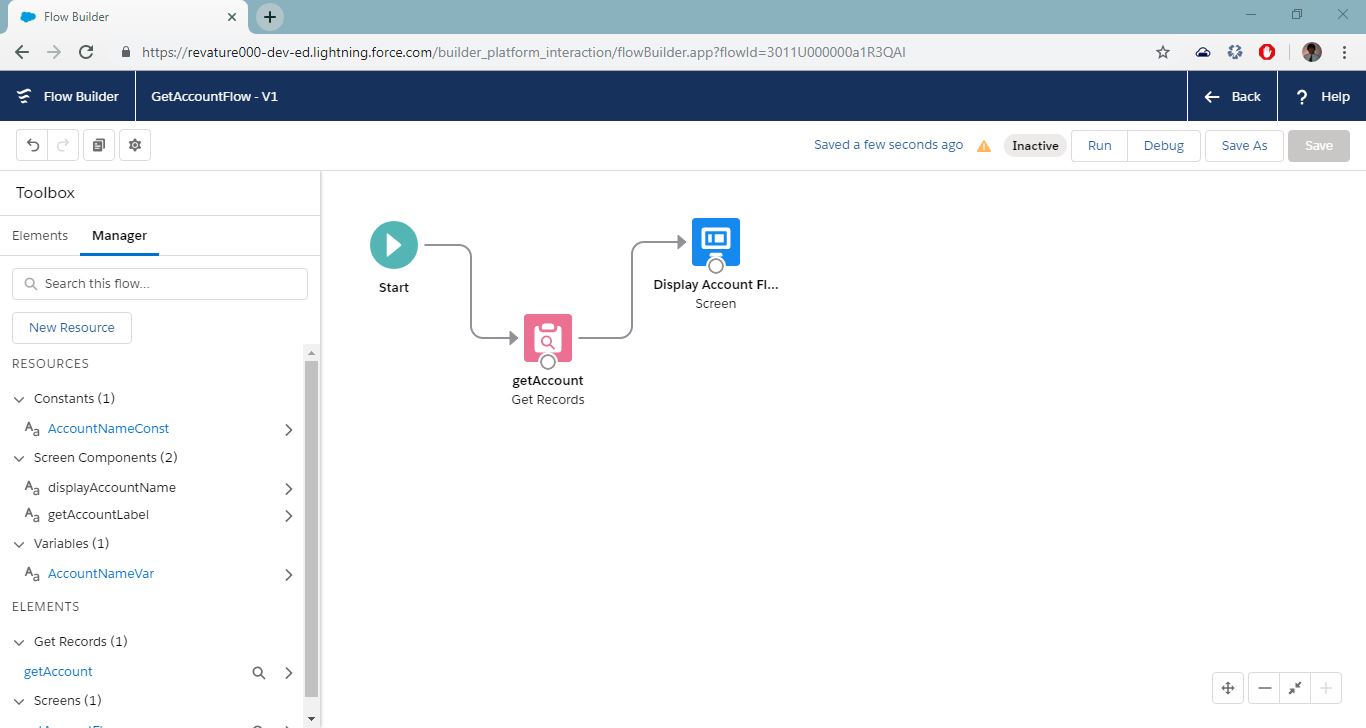 Flow Builder
https://revature000-dev-ed.lightning.force.com/builder_platform_interaction/flowBuilder.app?flowId=3011U000000a1R3QAI
Flow Builder
GetAccountFlow - V1
Back
? Help
Saved a few seconds ago
Inactive
Run
Debug
Save As
Save
Toolbox
Elements
Manager
Search this flow...
New Resource
RESOURCES
Constants (1)
AccountNameConst
Screen Components (2)
displayAccountName
getAccountLabel
Variables (1)
AccountNameVar
ELEMENTS
Get Records (1)
getAccount
Screens (1)
Start
getAccount
Get Records
Display Account Fl...
Screen